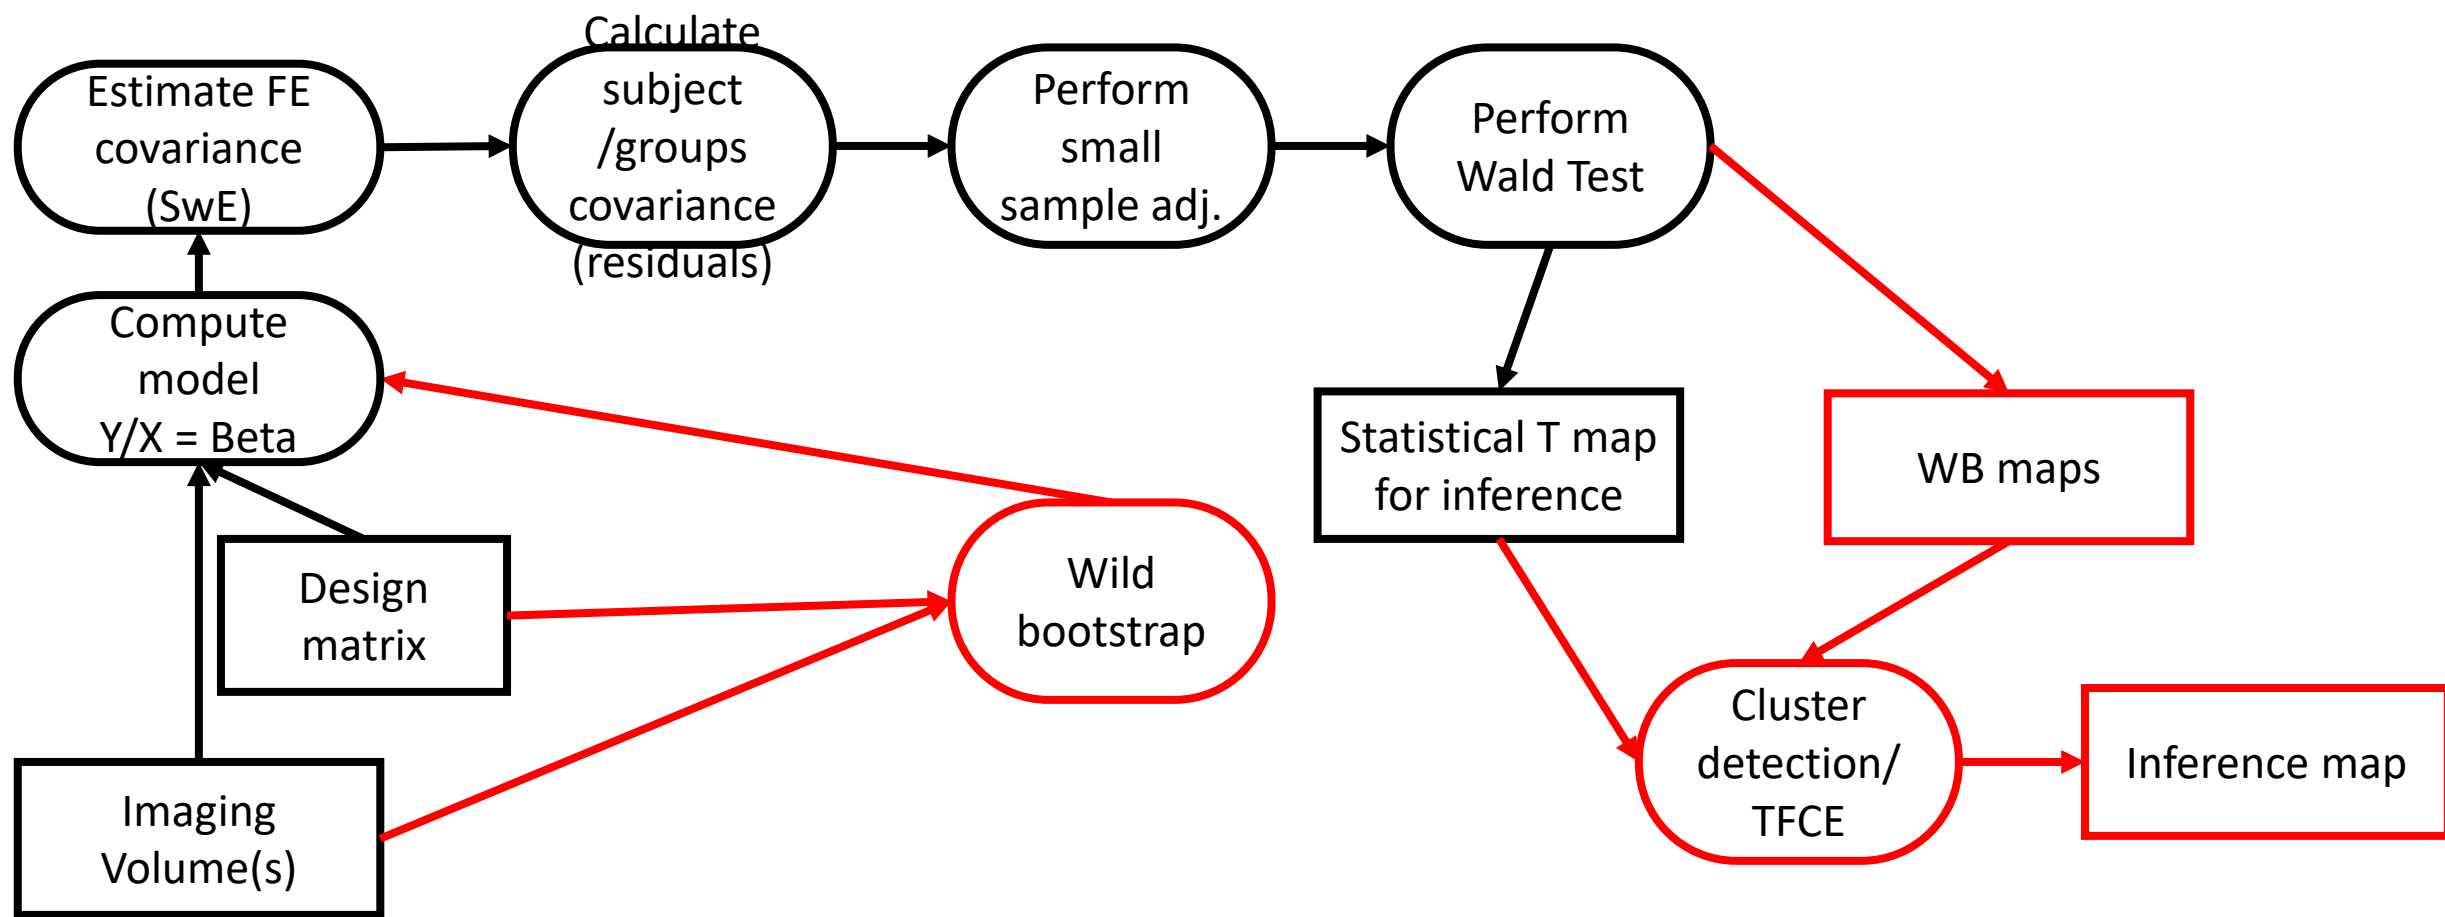 Estimate FE
covariance
(SwE)
Calculate
subject
/groups
covariance
(residuals)
Perform
small
sample adj.
Perform
Wald Test
Compute
model
Y/X = Beta
Statistical T map
for inference
WB maps
Design
matrix
Wild
bootstrap
Cluster
detection/
TFCE
Inference map
Imaging
Volume(s)